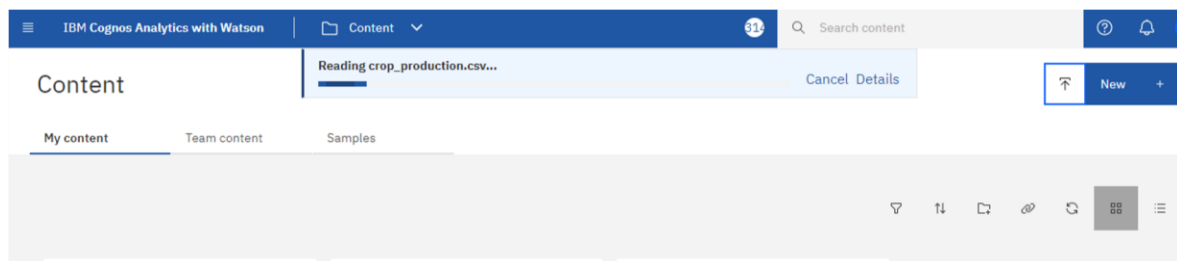 IBM Cognos Analytics with Watson
Content
314
Search content
Reading crop_production.csv...
Cancel Details
Content
New +
My content
Team content
Samples